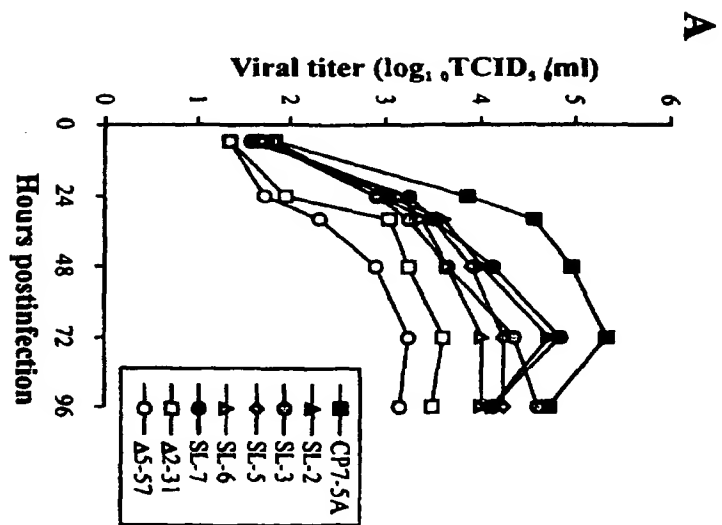 A
Viral titer (log₁₀TCID₅₀/ml)
6
5
4
3
2
1
0
0
24
48
72
96
Hours postinfection
CP7-5A
SL-2
SL-3
SL-5
SL-6
SL-7
Δ2-31
Δ5-57